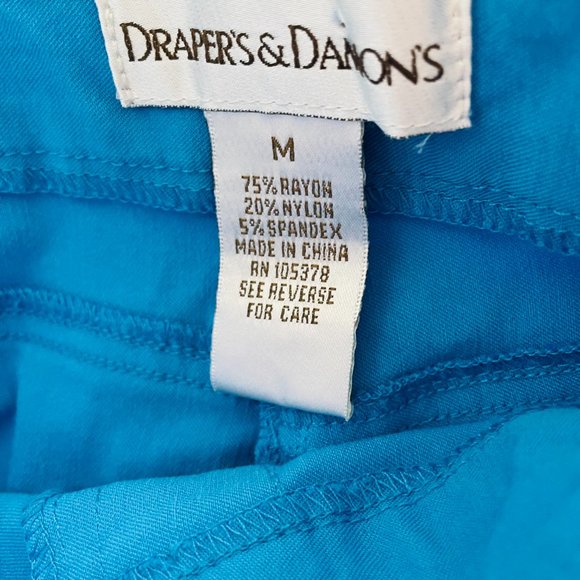 DRAPER'S & DAMON'S
M
75% RAYON
20% NYLON
5% SPANDEX
MADE IN CHINA
RN 105378
SEE REVERSE
FOR CARE